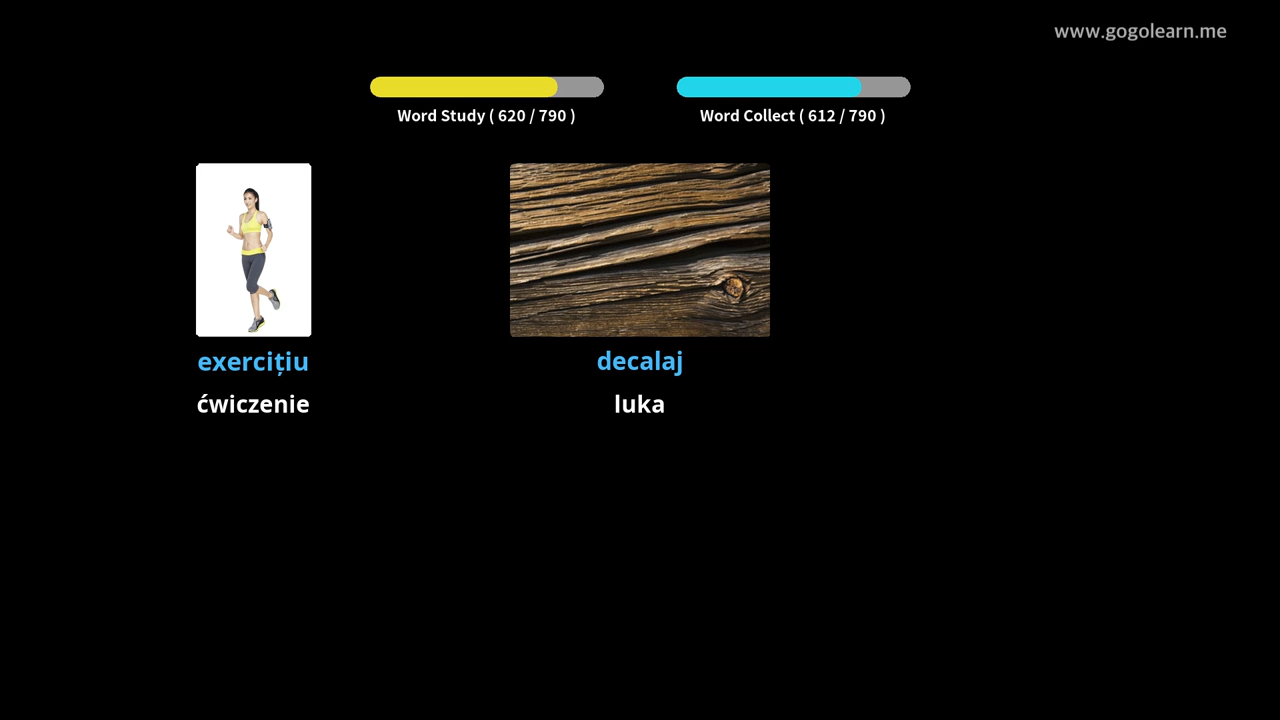 www.gogolearn.me
Word Study ( 620 / 790 )
Word Collect ( 612 / 790 )
exercițiu
ćwiczenie
decalaj
luka